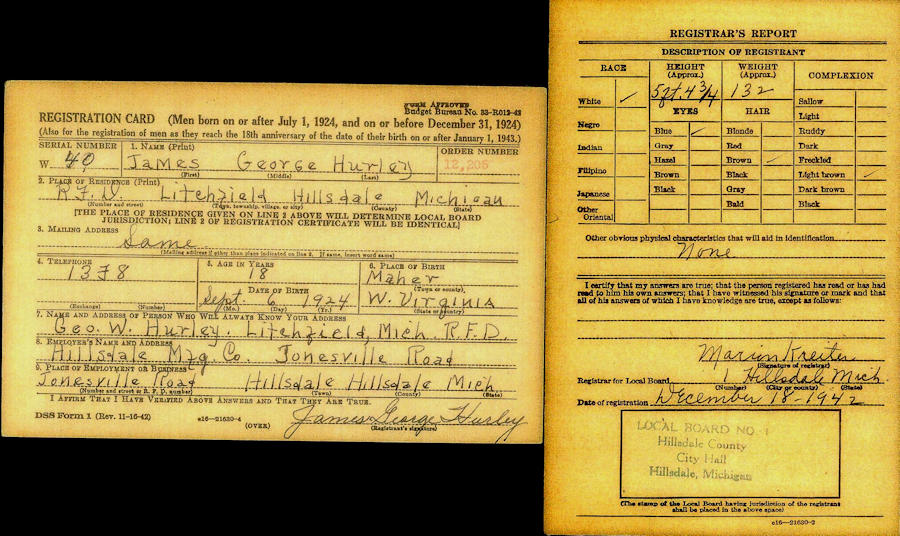 FORM APPROVED
Budget Bureau No. 33-R012-42
REGISTRATION CARD (Men born on or after July 1, 1924, and on or before December 31, 1924)
(Also for the registration of men as they reach the 18th anniversary of the date of their birth on or after January 1, 1943.)
SERIAL NUMBER 1. NAME (Print) ORDER NUMBER
W 40 James George Hurley 12,205
(First) (Middle) (Last)
2. PLACE OF RESIDENCE (Print)
R.F.D. Litchfield Hillsdale Michigan
(Number and street) (Town, township, village, or city) (County) (State)
[THE PLACE OF RESIDENCE GIVEN ON LINE 2 ABOVE WILL DETERMINE LOCAL BOARD
JURISDICTION; LINE 2 OF REGISTRATION CERTIFICATE WILL BE IDENTICAL]
3. MAILING ADDRESS
Same
(Mailing address if other than place indicated on line 2. If same, insert word same)
4. TELEPHONE 5. AGE IN YEARS 6. PLACE OF BIRTH
13F8 18 Maher
DATE OF BIRTH (Town or county)
Sept. 6 1924 W. Virginia
(Exchange) (Number) (Mo.) (Day) (Yr.) (State or country)
7. NAME AND ADDRESS OF PERSON WHO WILL ALWAYS KNOW YOUR ADDRESS
Geo. W. Hurley. Litchfield, Mich. R.F.D.
8. EMPLOYER'S NAME AND ADDRESS
Hillsdale Mfg Co. Jonesville Road
9. PLACE OF EMPLOYMENT OR BUSINESS
Jonesville Road Hillsdale Hillsdale Mich
(Number and street or R. F. D. number) (Town) (County) (State)
I AFFIRM THAT I HAVE VERIFIED ABOVE ANSWERS AND THAT THEY ARE TRUE.
DSS Form 1 (Rev. 11-16-42) c16—21630-4 (OVER) James George Hurley
(Registrant's signature)
REGISTRAR'S REPORT
DESCRIPTION OF REGISTRANT
RACE HEIGHT (Approx.) WEIGHT (Approx.) COMPLEXION
White ✓ 5ft. 4 3/4 132 Sallow
EYES HAIR Light
Negro Blue ✓ Blonde Ruddy
Indian Gray Red Dark
Hazel Brown ✓ Freckled
Filipino Brown Black Light brown ✓
Japanese Black Gray Dark brown
Other Oriental Bald Black
Other obvious physical characteristics that will aid in identification
None
I certify that my answers are true; that the person registered has read or has had
read to him his own answers; that I have witnessed his signature or mark and that
all of his answers of which I have knowledge are true, except as follows:
Marion Kreiter
(Signature of registrar)
Registrar for Local Board 1 Hillsdale Mich
(Number) (City or county) (State)
Date of registration December 18-1942
LOCAL BOARD NO. 1
Hillsdale County
City Hall
Hillsdale, Michigan
(The stamp of the Local Board having jurisdiction of the registrant
shall be placed in the above space)
c16—21630-2